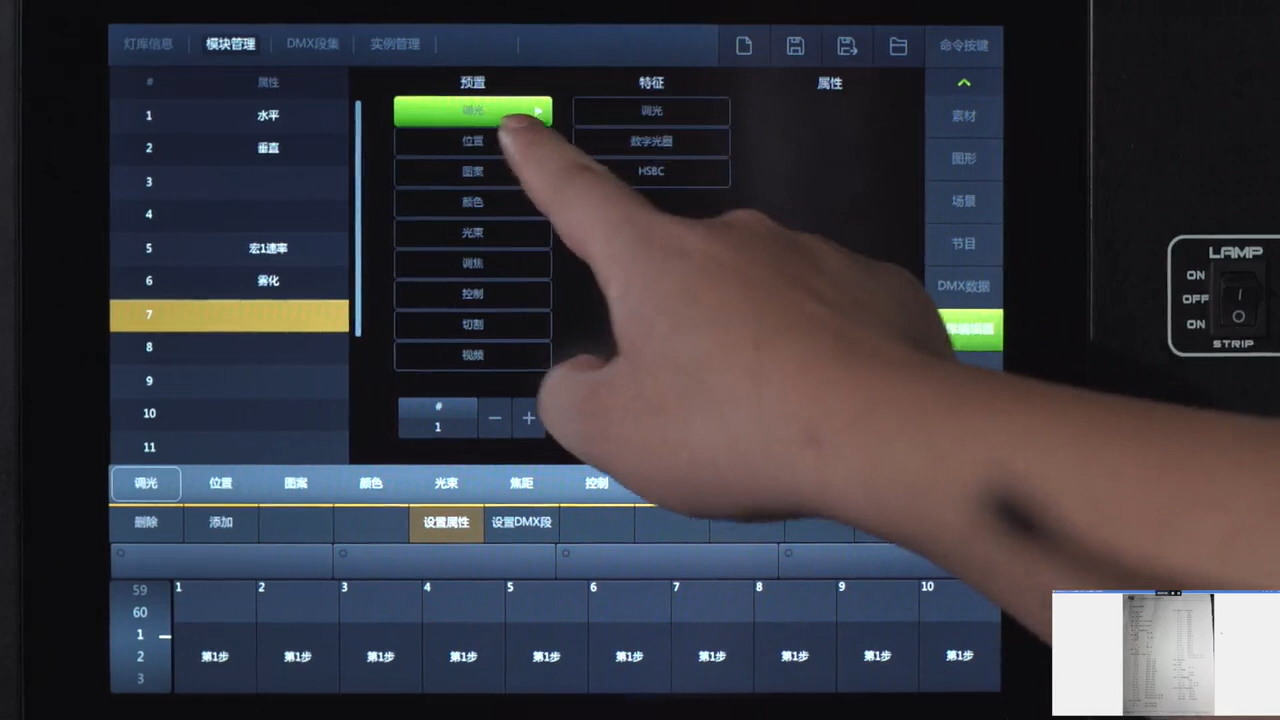 灯库信息 模块管理 DMX段集 实例管理 命令按键
# 属性 预置 特征 属性
1 水平 调光 调光 素材
2 垂直 位置 数字光圈
3 图案 HSBC 图形
4 颜色 场景
5 宏1速率 光束 节目
6 雾化 调焦 DMX数据
7 控制
8 切割
9 视频
10 #
11 1 − +
调光 位置 图案 颜色 光束 焦距 控制
删除 添加 设置属性 设置DMX段
59 1 2 3 4 5 6 7 8 9 10
60
1
2 第1步 第1步 第1步 第1步 第1步 第1步 第1步 第1步 第1步 第1步
3
LAMP
ON
OFF
ON
STRIP